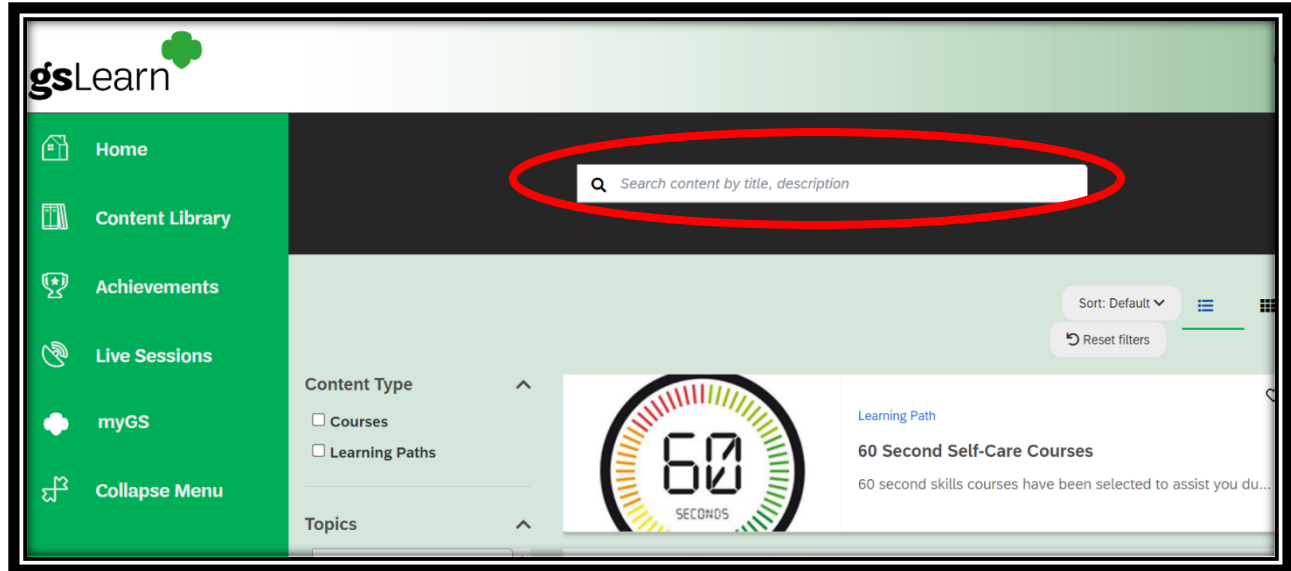 gsLearn
Home
Content Library
Achievements
Live Sessions
myGS
Collapse Menu
Search content by title, description
Sort: Default
Reset filters
Content Type
Courses
Learning Paths
Topics
60
SECONDS
Learning Path
60 Second Self-Care Courses
60 second skills courses have been selected to assist you du...